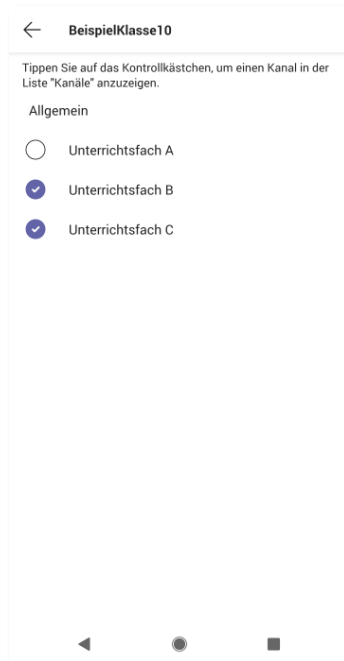 BeispielKlasse10
Tippen Sie auf das Kontrollkästchen, um einen Kanal in der
Liste "Kanäle" anzuzeigen.
Allgemein
Unterrichtsfach A
Unterrichtsfach B
Unterrichtsfach C